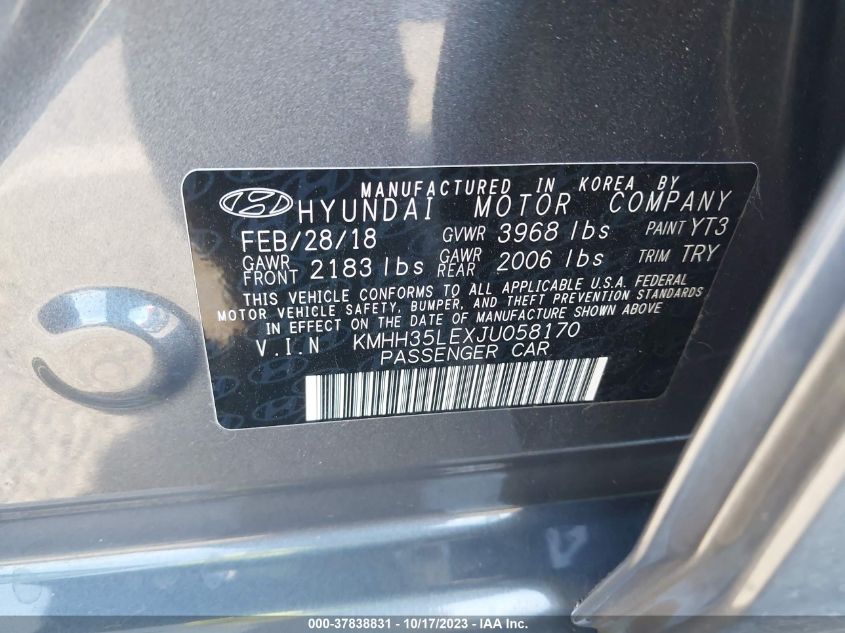 MANUFACTURED IN KOREA BY
HYUNDAI MOTOR COMPANY
FEB/28/18 GVWR 3968 lbs PAINT YT3
GAWR FRONT 2183 lbs GAWR REAR 2006 lbs TRIM TRY
THIS VEHICLE CONFORMS TO ALL APPLICABLE U.S.A. FEDERAL
MOTOR VEHICLE SAFETY, BUMPER, AND THEFT PREVENTION STANDARDS
IN EFFECT ON THE DATE OF MANUFACTURE SHOWN ABOVE
V.I.N KMHH35LEXJU058170
PASSENGER CAR
000-37838831 - 10/17/2023 - IAA Inc.